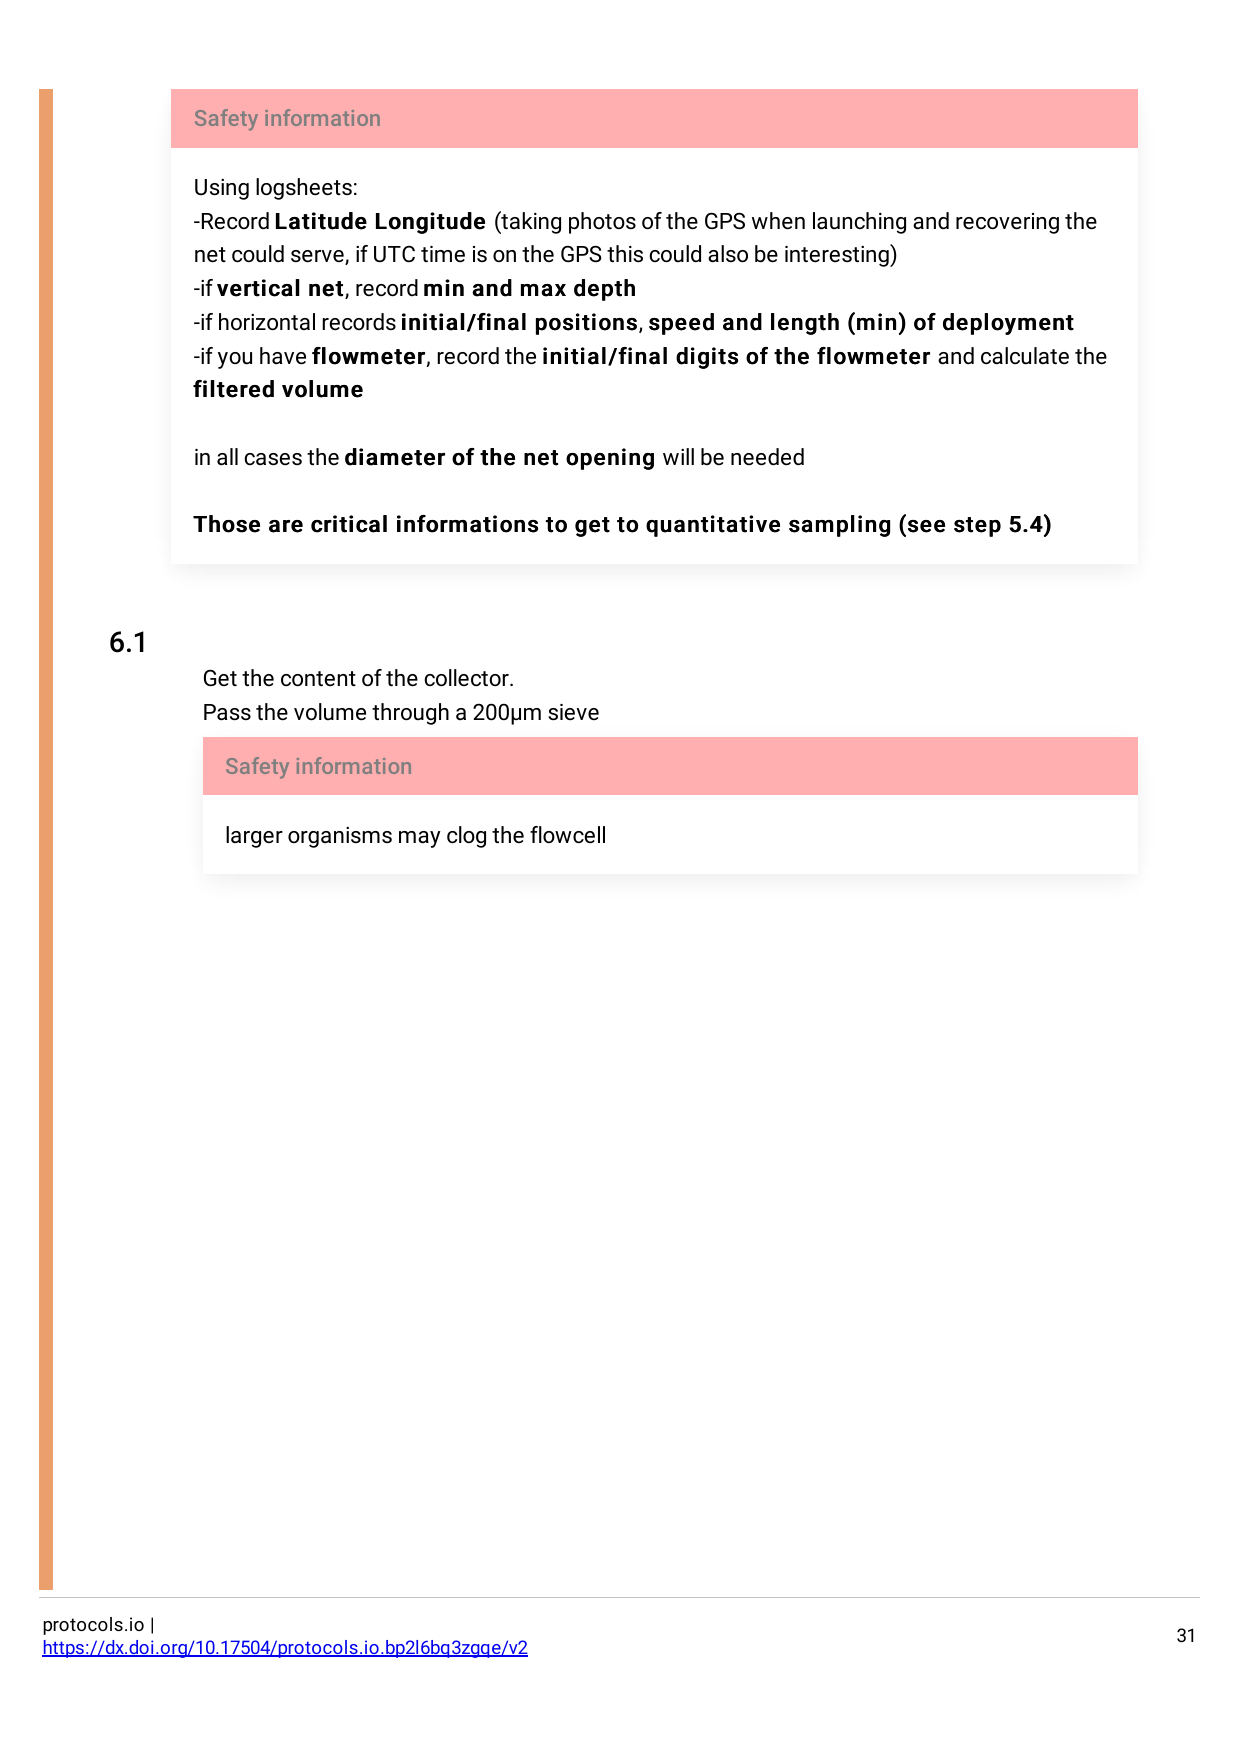 Safety information
Using logsheets:
-Record Latitude Longitude (taking photos of the GPS when launching and recovering the
net could serve, if UTC time is on the GPS this could also be interesting)
-if vertical net, record min and max depth
-if horizontal records initial/final positions, speed and length (min) of deployment
-if you have flowmeter, record the initial/final digits of the flowmeter and calculate the
filtered volume
in all cases the diameter of the net opening will be needed
Those are critical informations to get to quantitative sampling (see step 5.4)
6.1
Get the content of the collector.
Pass the volume through a 200µm sieve
Safety information
larger organisms may clog the flowcell
protocols.io |
https://dx.doi.org/10.17504/protocols.io.bp2l6bq3zgqe/v2
31